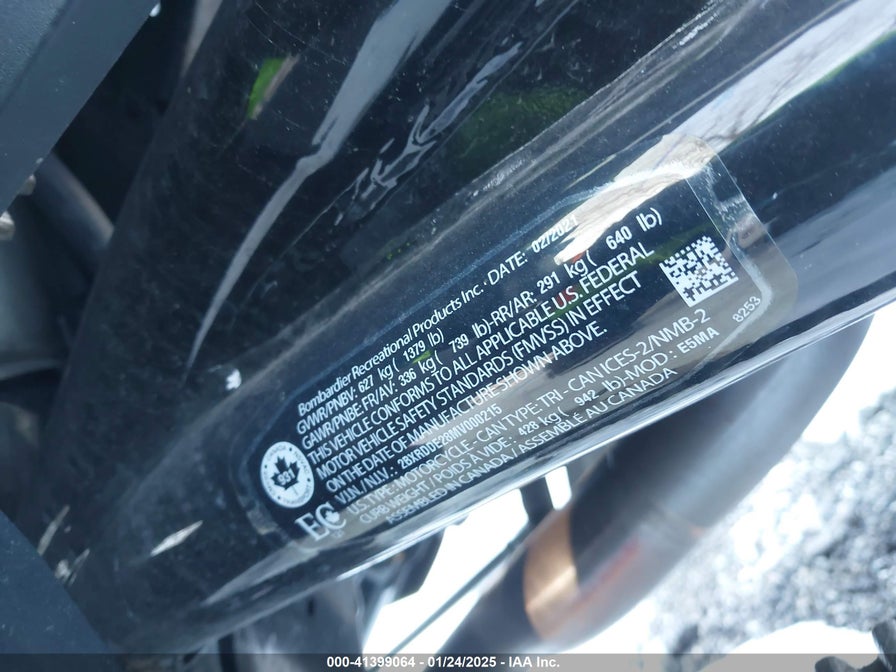 Bombardier Recreational Products Inc. · DATE: 02/2021
GVWR/PNBV: 627 kg( 1379 lb)
GAWR/PNBE: FR/AV: 336 kg( 739 lb)-RR/AR: 291 kg( 640 lb)
THIS VEHICLE CONFORMS TO ALL APPLICABLE U.S. FEDERAL
MOTOR VEHICLE SAFETY STANDARDS (FMVSS) IN EFFECT
ON THE DATE OF MANUFACTURE SHOWN ABOVE.
V.I.N./N.I.V.: 2BXRDDE28MV000215
US TYPE: MOTORCYCLE - CAN TYPE: TRI - CAN ICES-2/NMB-2
CURB WEIGHT / POIDS À VIDE: 428 kg( 942 lb)-MOD.: E5MA
ASSEMBLED IN CANADA / ASSEMBLÉ AU CANADA
8253
EC
000-41399064 - 01/24/2025 - IAA Inc.